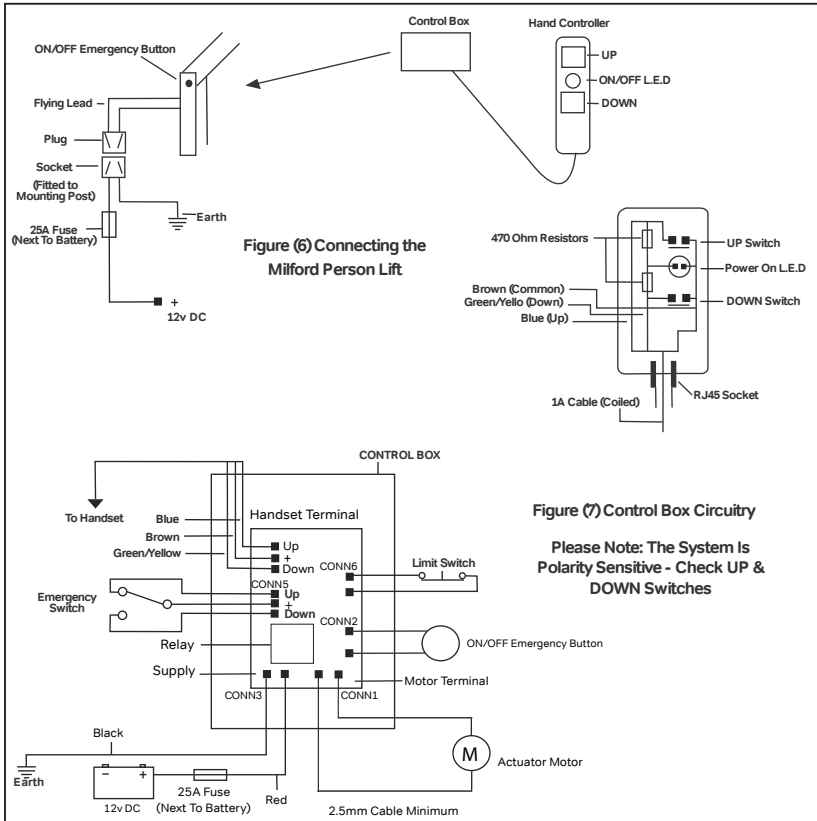 Control Box
Hand Controller
ON/OFF Emergency Button
UP
ON/OFF L.E.D
DOWN
Flying Lead
Plug
Socket
(Fitted to
Mounting Post)
Earth
25A Fuse
(Next To Battery)
+
12v DC
Figure (6) Connecting the
Milford Person Lift
470 Ohm Resistors
UP Switch
Power On L.E.D
Brown (Common)
Green/Yello (Down)
Blue (Up)
DOWN Switch
RJ45 Socket
1A Cable (Coiled)
CONTROL BOX
To Handset
Blue
Brown
Green/Yellow
Handset Terminal
Up
+
Down
CONN6
Limit Switch
CONN5
Up
+
Down
Emergency
Switch
CONN2
ON/OFF Emergency Button
Relay
Supply
Motor Terminal
CONN3
CONN1
Black
Earth
– +
12v DC
25A Fuse
(Next To Battery)
Red
M
Actuator Motor
2.5mm Cable Minimum
Figure (7) Control Box Circuitry
Please Note: The System Is
Polarity Sensitive - Check UP &
DOWN Switches